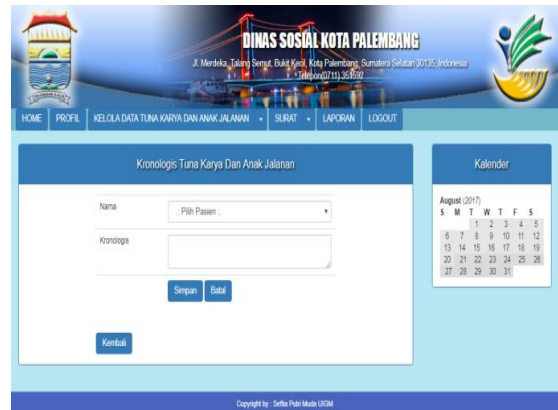 DINAS SOSIAL KOTA PALEMBANG
Jl. Merdeka, Talang Semut, Bukit Kecil, Kota Palembang, Sumatera Selatan 30135, Indonesia
Telepon(0711) 351592
HOME PROFIL KELOLA DATA TUNA KARYA DAN ANAK JALANAN SURAT LAPORAN LOGOUT
Kronologis Tuna Karya Dan Anak Jalanan
Nama .: Pilih Pasien :.
Kronologis
Simpan Batal
Kembali
Kalender
August (2017)
S M T W T F S
1 2 3 4 5
6 7 8 9 10 11 12
13 14 15 16 17 18 19
20 21 22 23 24 25 26
27 28 29 30 31
Copyright by : Seftia Putri Muda UIGM